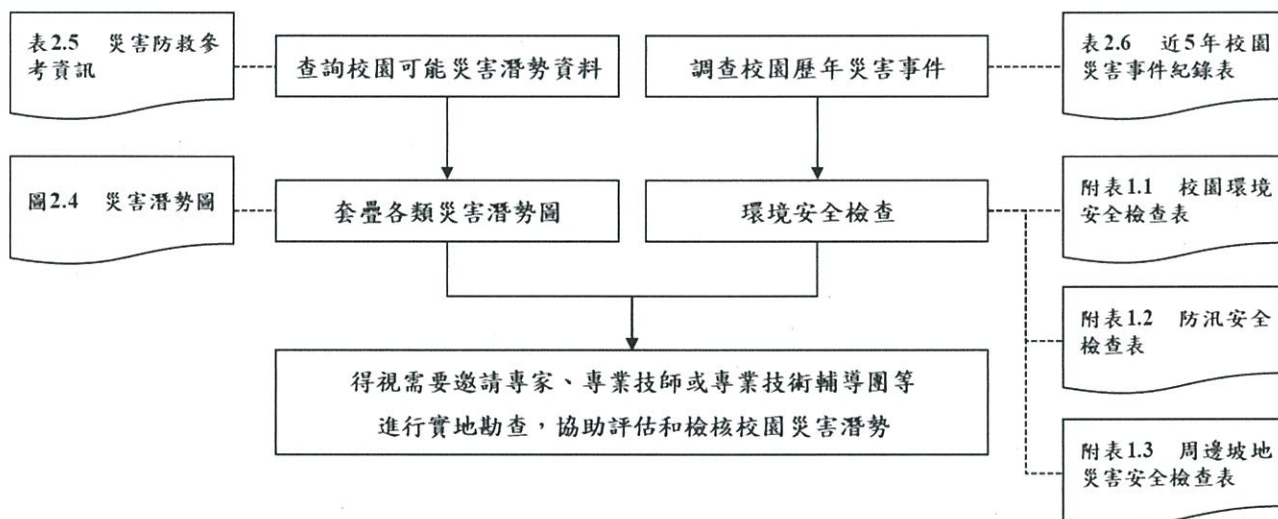 表2.5 災害防救參
考資訊
查詢校園可能災害潛勢資料
調查校園歷年災害事件
表2.6 近5年校園
災害事件紀錄表
圖2.4 災害潛勢圖
套疊各類災害潛勢圖
環境安全檢查
附表1.1 校園環境
安全檢查表
附表1.2 防汛安全
檢查表
得視需要邀請專家、專業技師或專業技術輔導團等
進行實地勘查，協助評估和檢核校園災害潛勢
附表1.3 周邊坡地
災害安全檢查表